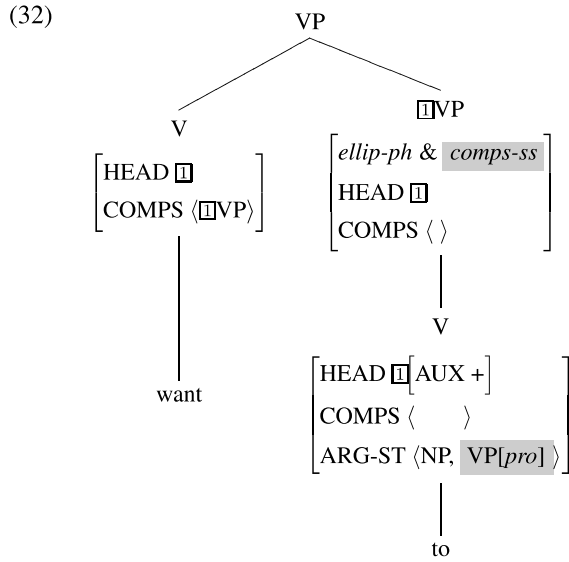 (32)
VP
V
[HEAD 1
COMPS ⟨1VP⟩]
want
1VP
[ellip-ph & comps-ss
HEAD 1
COMPS ⟨ ⟩]
V
[HEAD 1[AUX +]
COMPS ⟨ ⟩
ARG-ST ⟨NP, VP[pro] ⟩]
to